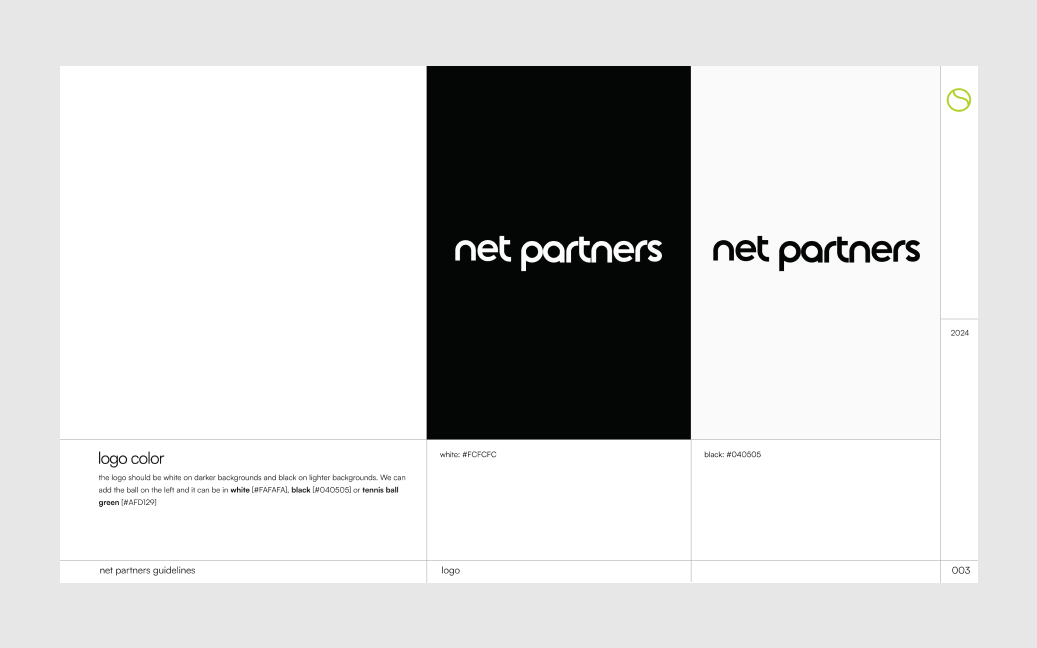 net partners
net partners
2024
logo color
the logo should be white on darker backgrounds and black on lighter backgrounds. We can
add the ball on the left and it can be in white [#FAFAFA], black [#040505] or tennis ball
green [#AFD129]
white: #FCFCFC
black: #040505
net partners guidelines
logo
003